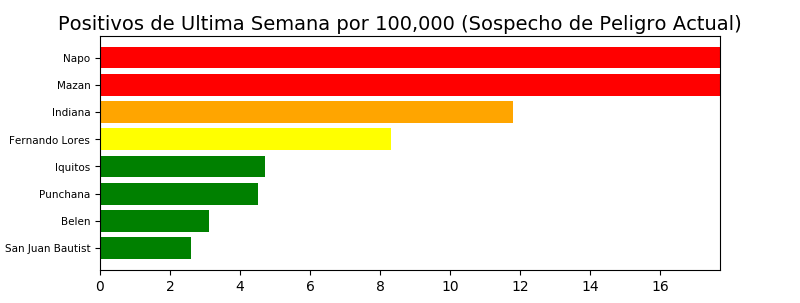 Positivos de Ultima Semana por 100,000 (Sospecho de Peligro Actual)
Napo
Mazan
Indiana
Fernando Lores
Iquitos
Punchana
Belen
San Juan Bautist
0 2 4 6 8 10 12 14 16